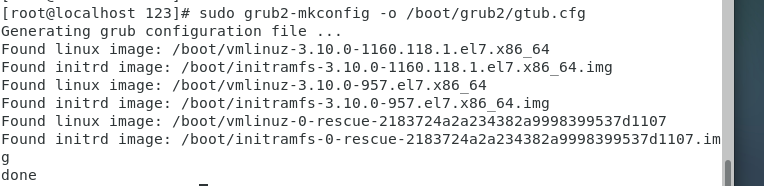 [root@localhost 123]# sudo grub2-mkconfig -o /boot/grub2/gtub.cfg
Generating grub configuration file ...
Found linux image: /boot/vmlinuz-3.10.0-1160.118.1.el7.x86_64
Found initrd image: /boot/initramfs-3.10.0-1160.118.1.el7.x86_64.img
Found linux image: /boot/vmlinuz-3.10.0-957.el7.x86_64
Found initrd image: /boot/initramfs-3.10.0-957.el7.x86_64.img
Found linux image: /boot/vmlinuz-0-rescue-2183724a2a234382a9998399537d1107
Found initrd image: /boot/initramfs-0-rescue-2183724a2a234382a9998399537d1107.im
g
done